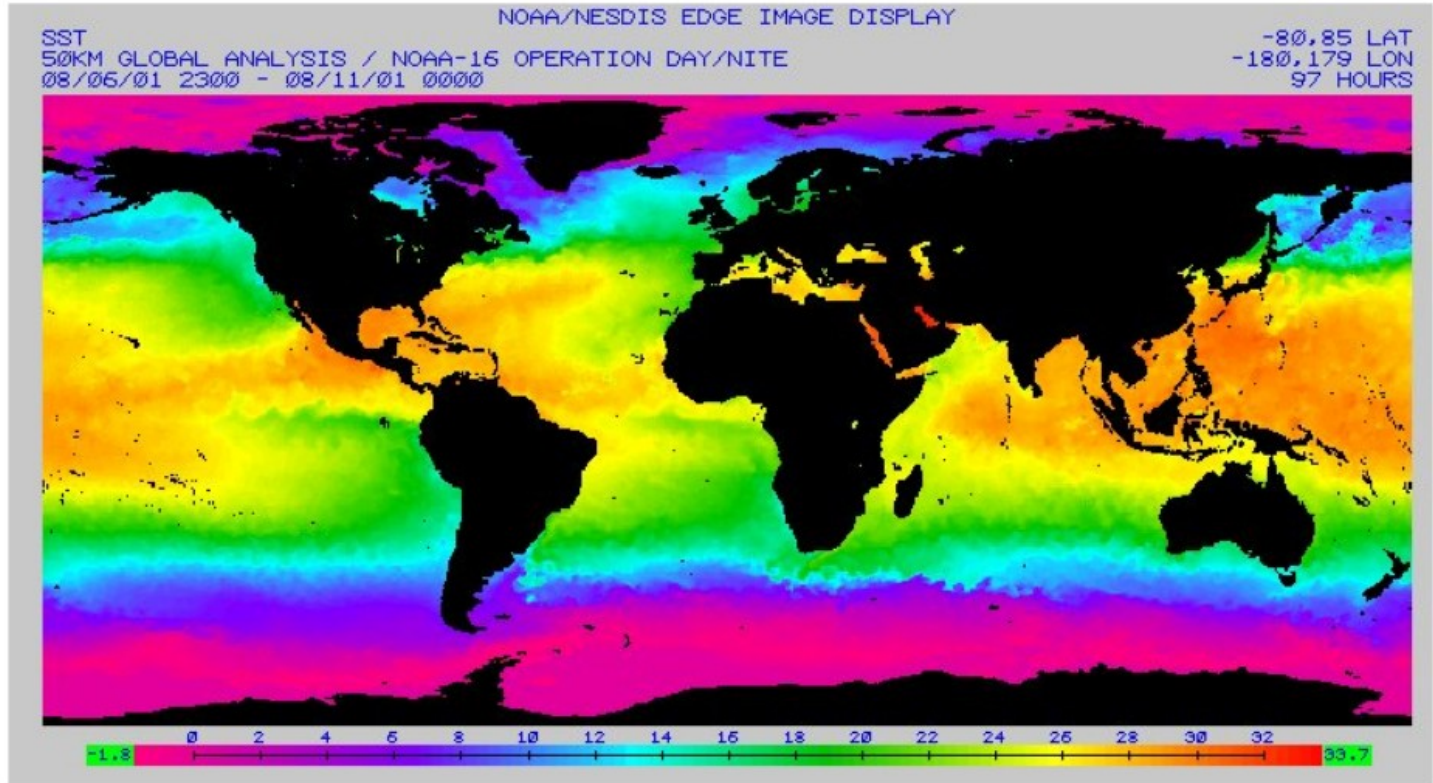 NOAA/NESDIS EDGE IMAGE DISPLAY
SST
-80,85 LAT
50KM GLOBAL ANALYSIS / NOAA-16 OPERATION DAY/NITE
-180,179 LON
08/06/01 2300 - 08/11/01 0000
97 HOURS
0 2 4 6 8 10 12 14 16 18 20 22 24 26 28 30 32
-1.8 33.7